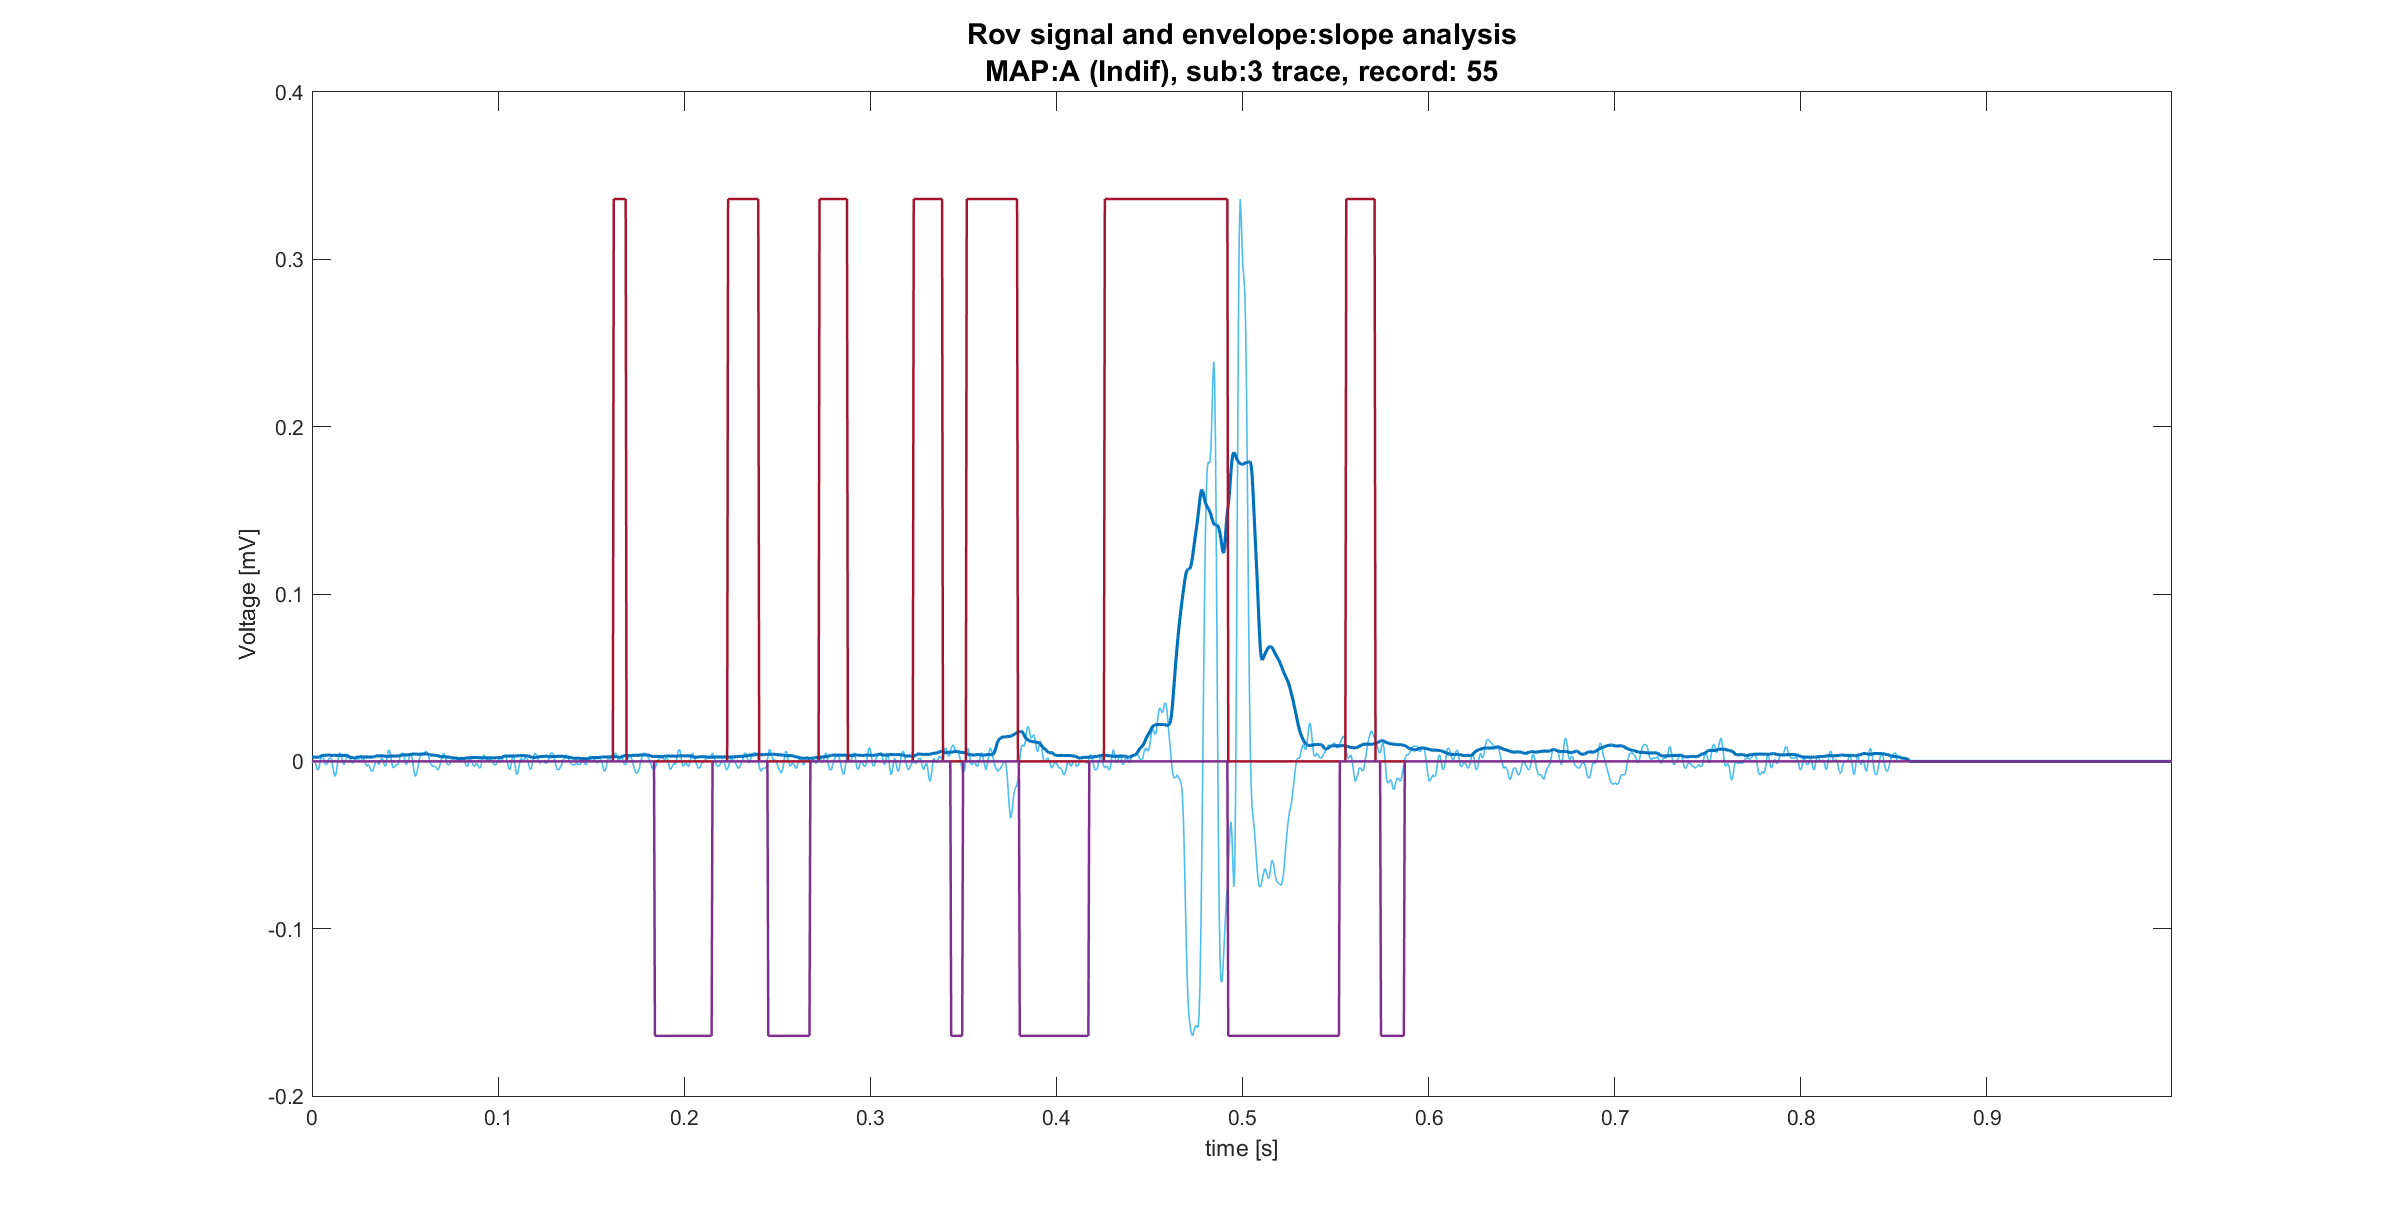 Rov signal and envelope:slope analysis
MAP:A (Indif), sub:3 trace, record: 55
0.4
0.3
0.2
0.1
0
-0.1
-0.2
Voltage [mV]
0 0.1 0.2 0.3 0.4 0.5 0.6 0.7 0.8 0.9
time [s]